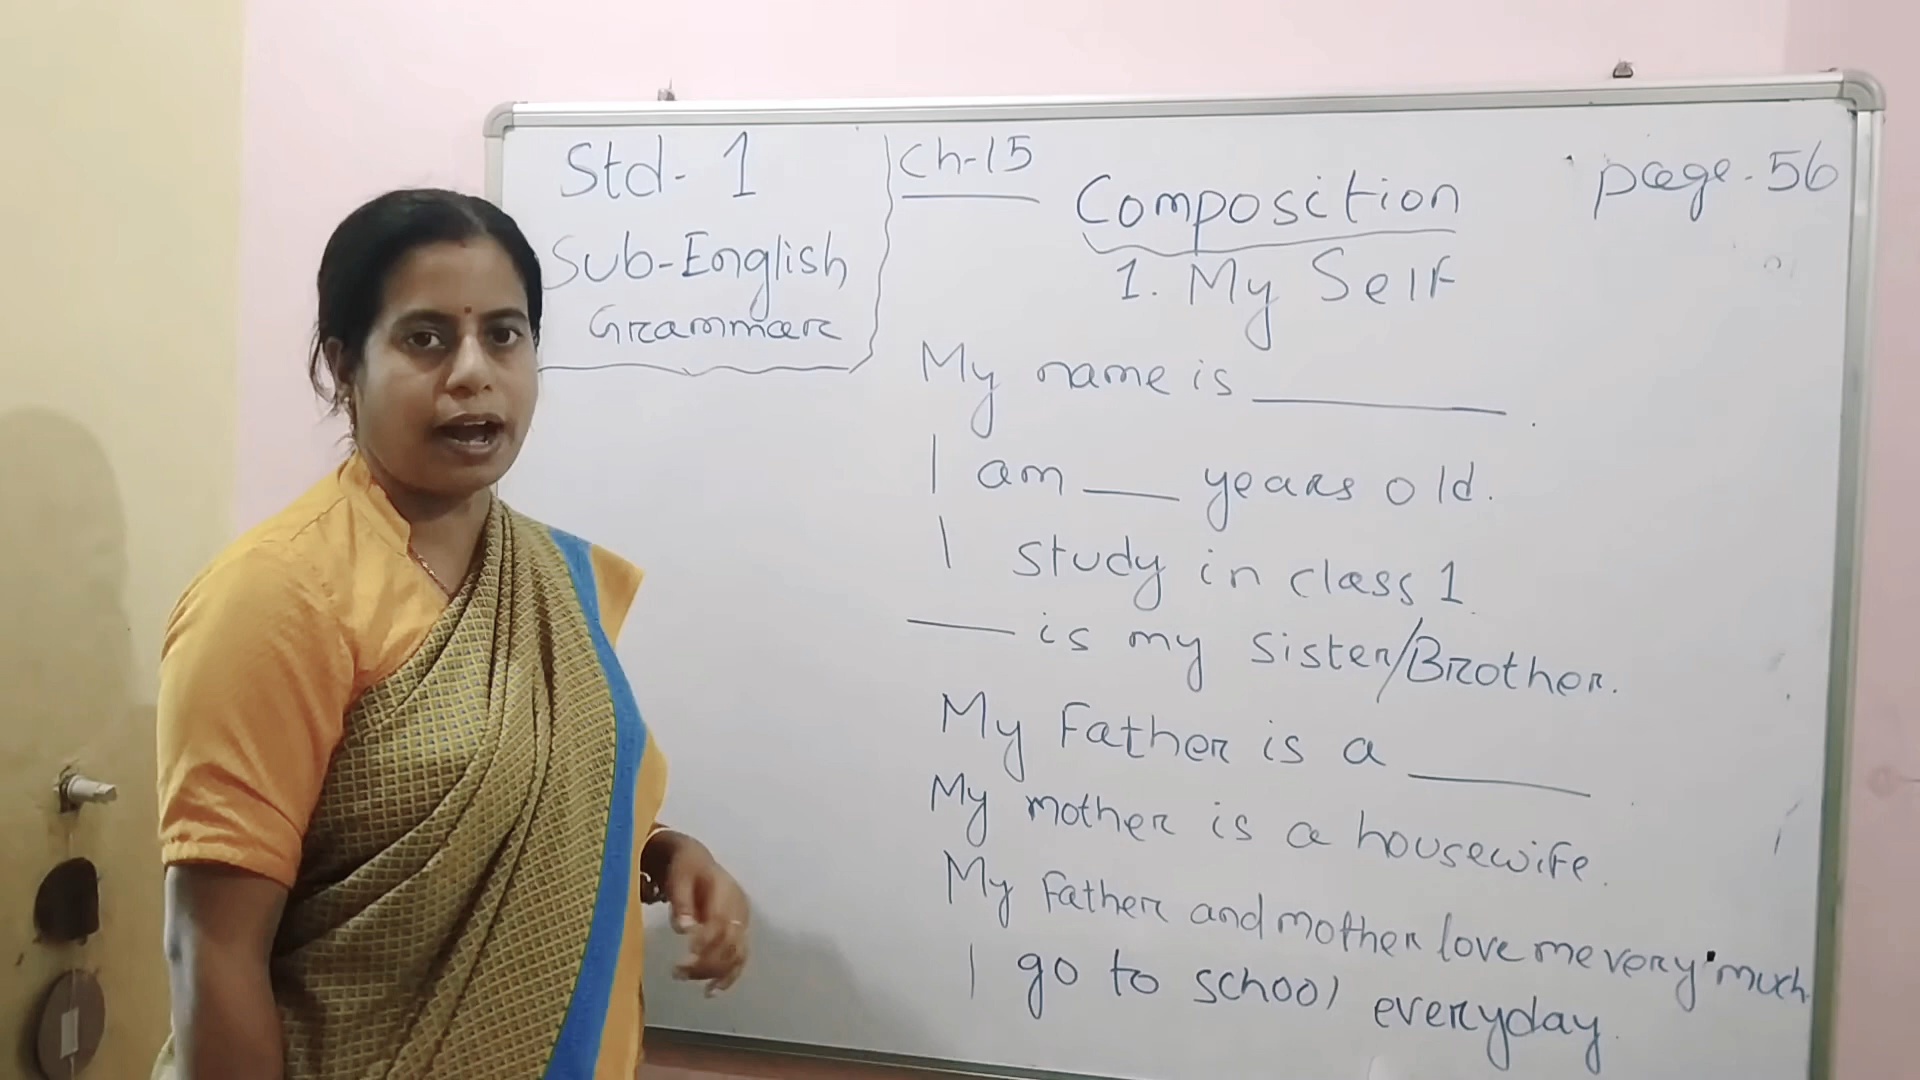 Std- 1
Sub-English
Grammar
Ch-15
Composition
page-56
1. My Self
My name is ________.
I am ____ years old.
I study in class 1.
____ is my sister/Brother.
My Father is a ______.
My mother is a housewife.
My Father and mother love me very much.
I go to school everyday.